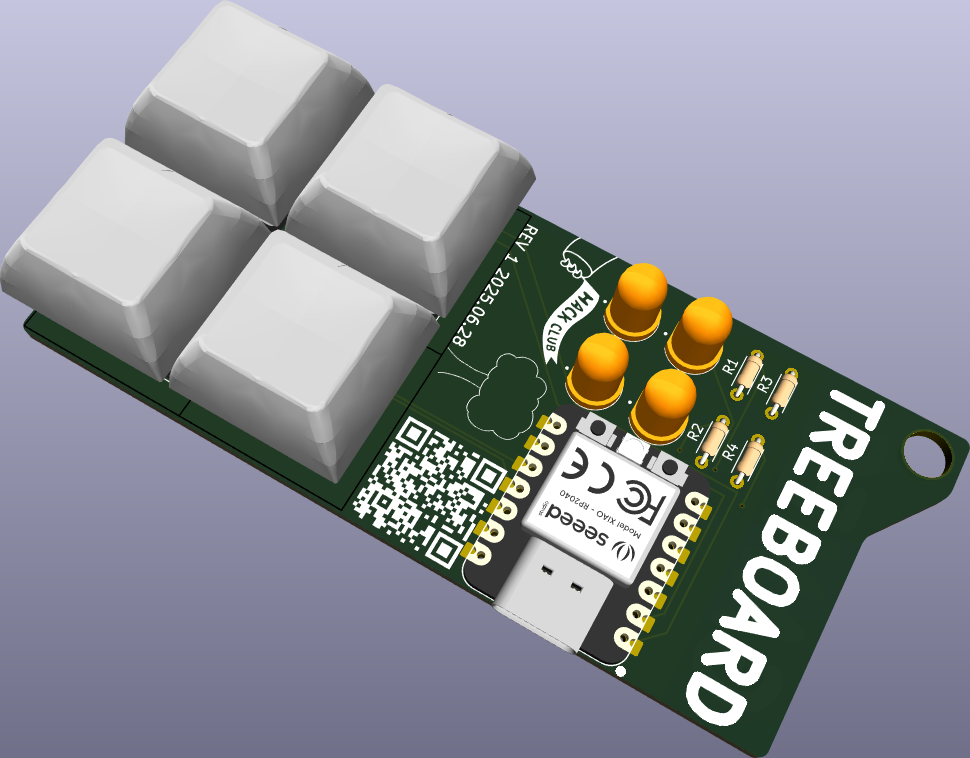 REV 1. 2025.06.28
HACK CLUB
R1
R3
R2
R4
TREEBOARD
CE
FC
seeed
studio
Model XIAO - RP2040